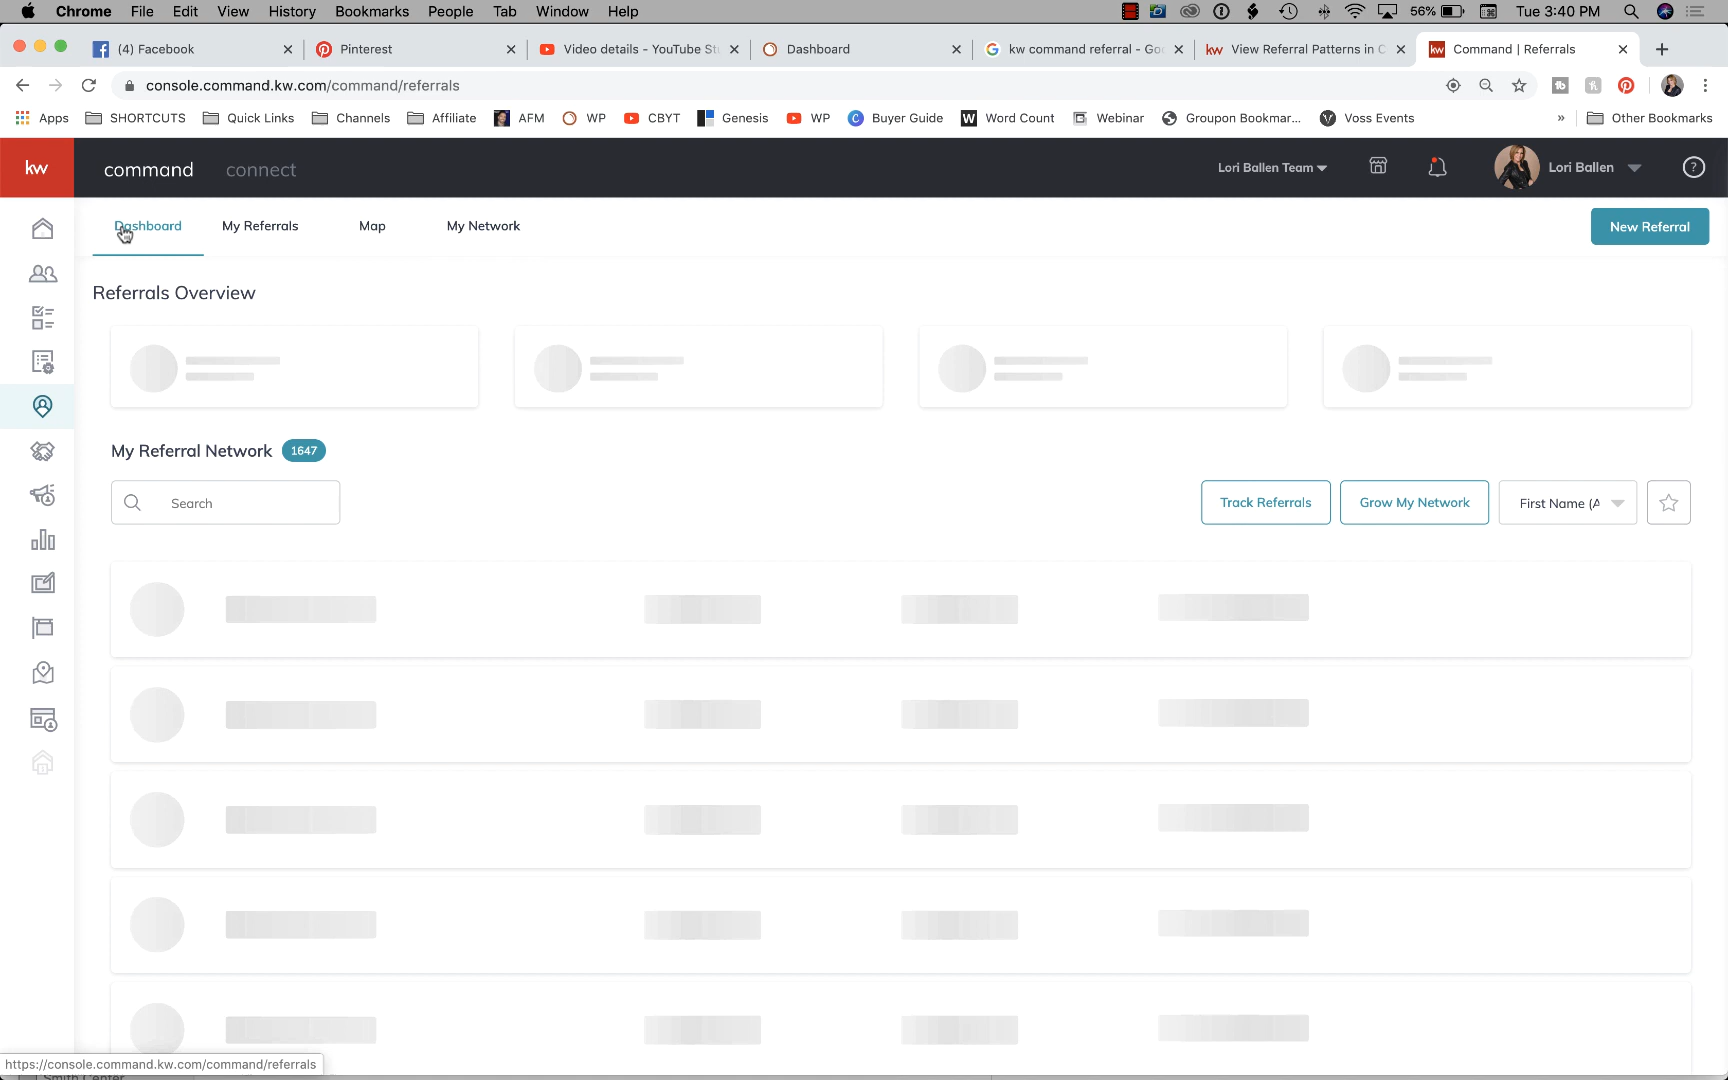 Chrome File Edit View History Bookmarks People Tab Window Help 56% Tue 3:40 PM
(4) Facebook Pinterest Video details - YouTube Stu Dashboard kw command referral - Goo kw View Referral Patterns in C kw Command | Referrals
console.command.kw.com/command/referrals
Apps SHORTCUTS Quick Links Channels Affiliate AFM WP CBYT Genesis WP Buyer Guide Word Count Webinar Groupon Bookmar... Voss Events » Other Bookmarks
kw command connect Lori Ballen Team Lori Ballen
Dashboard My Referrals Map My Network New Referral
Referrals Overview
My Referral Network 1647
Search Track Referrals Grow My Network First Name (A
https://console.command.kw.com/command/referrals